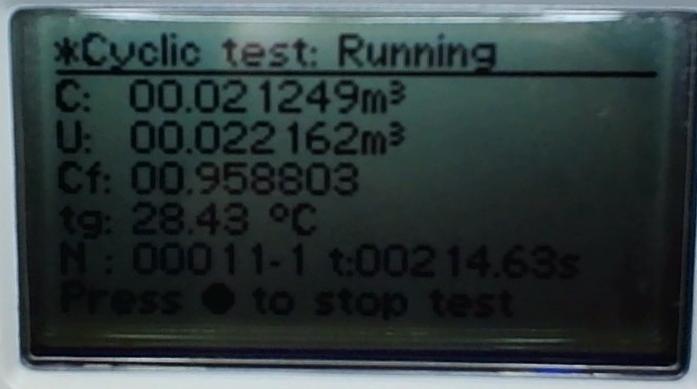 *Cyclic test: Running
C: 00.021249m³
U: 00.022162m³
Cf: 00.958803
tg: 28.43 ºC
N : 00011-1 t:00214.63s
Press ● to stop test